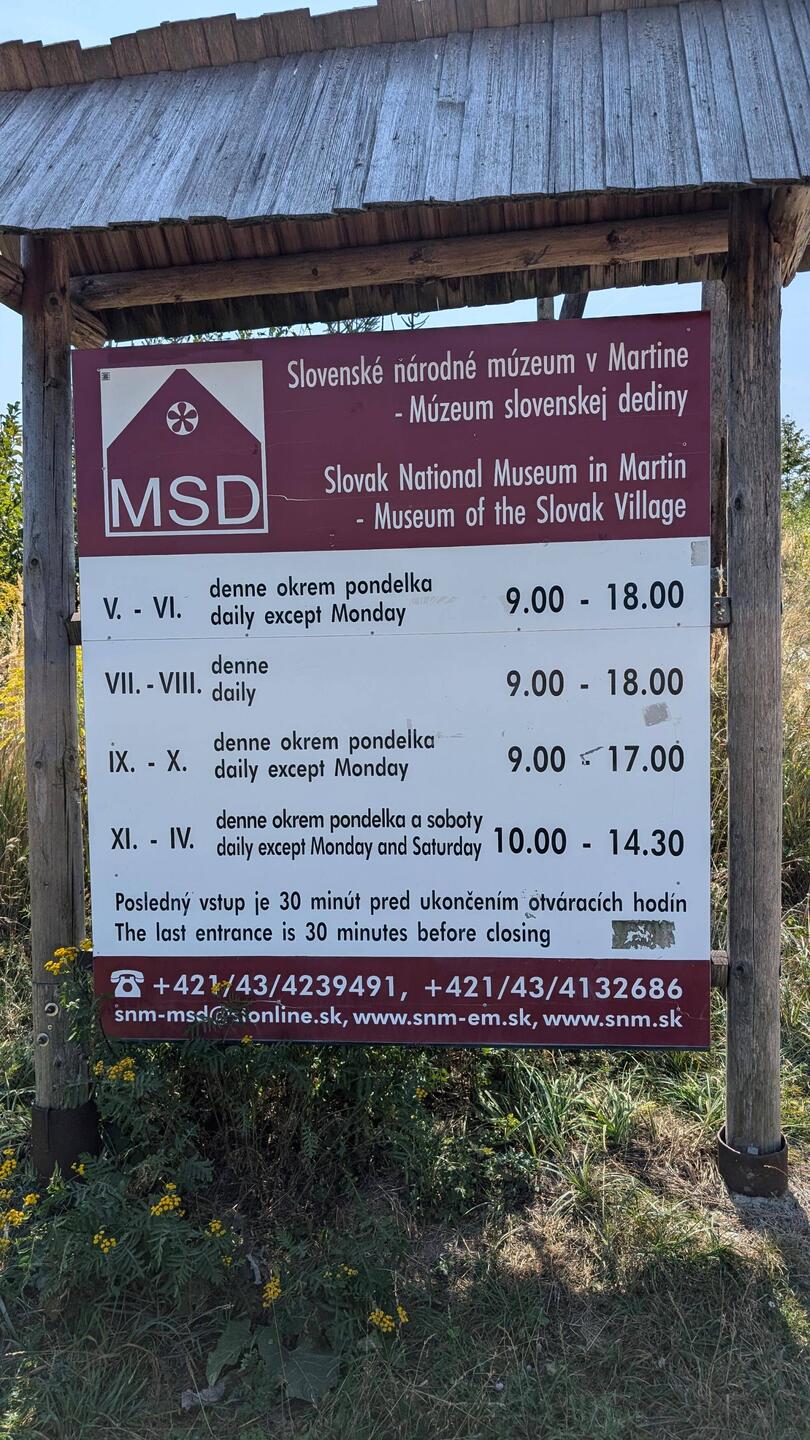 MSD
Slovenské národné múzeum v Martine
- Múzeum slovenskej dediny
Slovak National Museum in Martin
- Museum of the Slovak Village
V. - VI. denne okrem pondelka 9.00 - 18.00
daily except Monday
VII. - VIII. denne 9.00 - 18.00
daily
IX. - X. denne okrem pondelka 9.00 - 17.00
daily except Monday
XI. - IV. denne okrem pondelka a soboty 10.00 - 14.30
daily except Monday and Saturday
Posledný vstup je 30 minút pred ukončením otváracích hodín
The last entrance is 30 minutes before closing
+421/43/4239491, +421/43/4132686
www.snm-em.sk, www.snm.sk